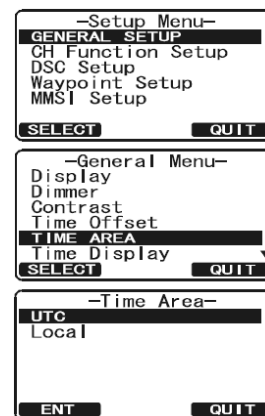 —Setup Menu—
GENERAL SETUP
CH Function Setup
DSC Setup
Waypoint Setup
MMSI Setup
SELECT QUIT
—General Menu—
Display
Dimmer
Contrast
Time Offset
TIME AREA
Time Display
SELECT QUIT
—Time Area—
UTC
Local
ENT QUIT